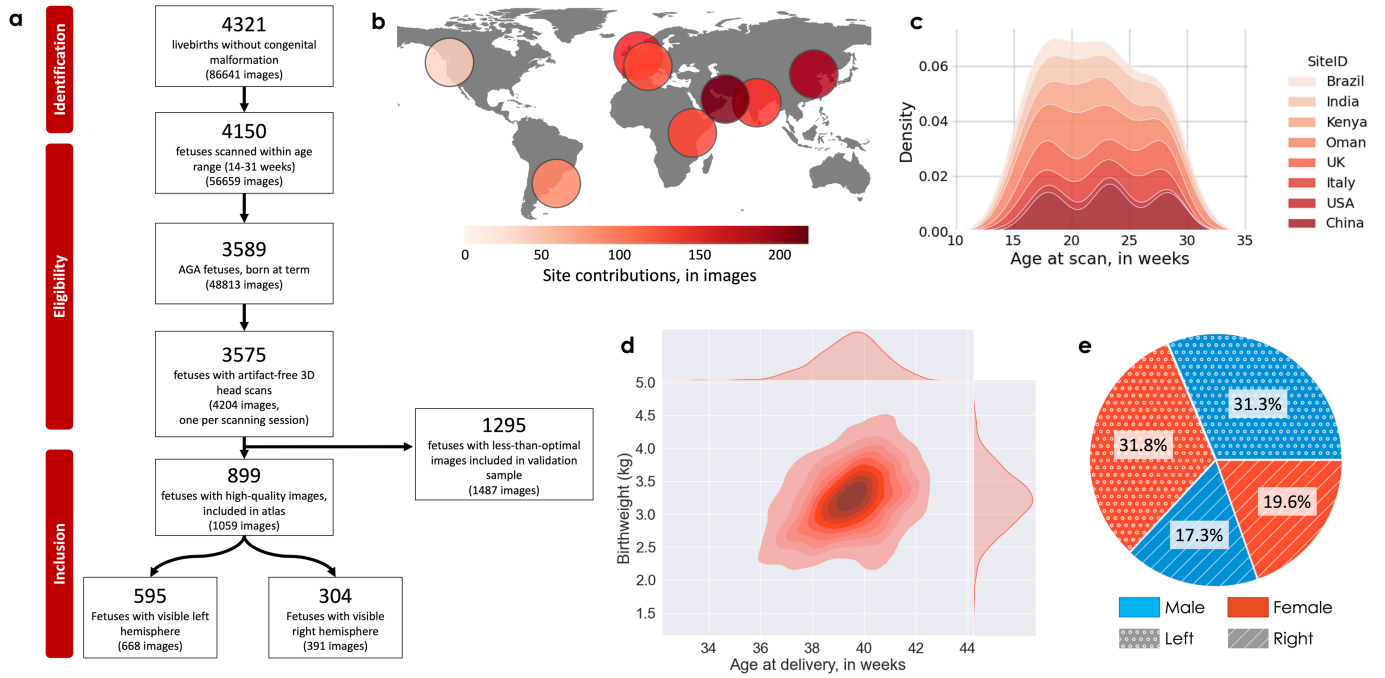 a
Identification
4321
livebirths without congenital
malformation
(86641 images)
Eligibility
4150
fetuses scanned within age
range (14-31 weeks)
(56659 images)
3589
AGA fetuses, born at term
(48813 images)
3575
fetuses with artifact-free 3D
head scans
(4204 images,
one per scanning session)
1295
fetuses with less-than-optimal
images included in validation
sample
(1487 images)
Inclusion
899
fetuses with high-quality images,
included in atlas
(1059 images)
595
Fetuses with visible left
hemisphere
(668 images)
304
Fetuses with visible
right hemisphere
(391 images)
b
0 50 100 150 200
Site contributions, in images
c
Density
0.06
0.04
0.02
0.00
10 15 20 25 30 35
Age at scan, in weeks
SiteID
Brazil
India
Kenya
Oman
UK
Italy
USA
China
d
Birthweight (kg)
5.0
4.5
4.0
3.5
3.0
2.5
2.0
1.5
34 36 38 40 42 44
Age at delivery, in weeks
e
31.3%
31.8%
19.6%
17.3%
Male Female
Left Right